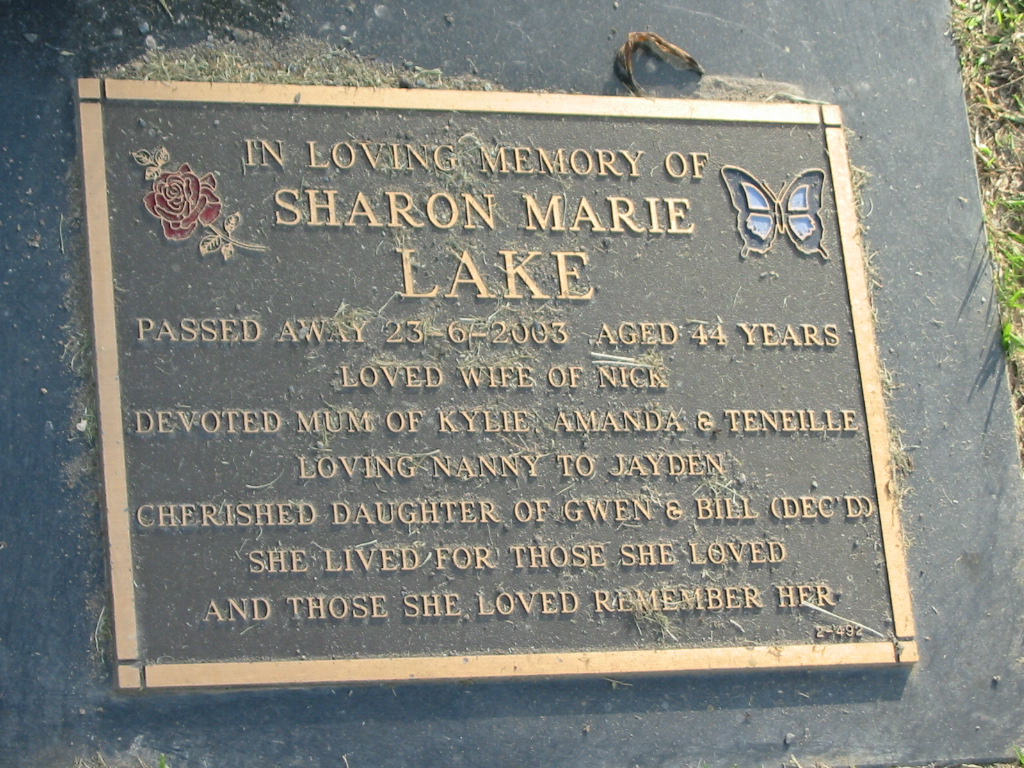 IN LOVING MEMORY OF
SHARON MARIE
LAKE
PASSED AWAY 23-6-2003 AGED 44 YEARS
LOVED WIFE OF NICK
DEVOTED MUM OF KYLIE, AMANDA & TENEILLE
LOVING NANNY TO JAYDEN
CHERISHED DAUGHTER OF GWEN & BILL (DEC'D)
SHE LIVED FOR THOSE SHE LOVED
AND THOSE SHE LOVED REMEMBER HER
2-492